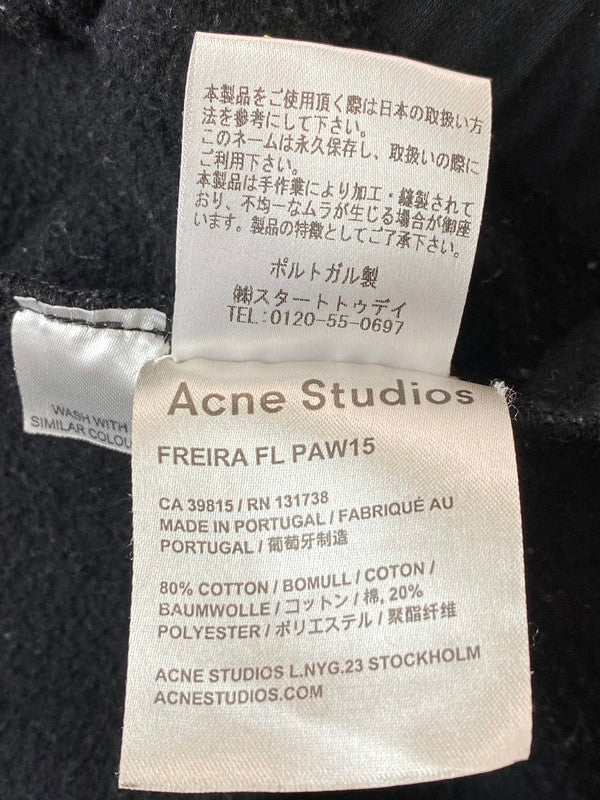 本製品をご使用頂く際は日本の取扱い方
法を参考にして下さい。
このネームは永久保存し、取扱いの際に
ご利用下さい。
本製品は手作業により加工・縫製されて
おり、不均一なムラが生じる場合が御座
います。製品の特徴としてご了承下さい。
ポルトガル製
㈱スタートトゥデイ
TEL:0120-55-0697
WASH WITH
SIMILAR COLOU
Acne Studios
FREIRA FL PAW15
CA 39815 / RN 131738
MADE IN PORTUGAL / FABRIQUÉ AU
PORTUGAL / 葡萄牙制造
80% COTTON / BOMULL / COTON /
BAUMWOLLE / コットン / 棉, 20%
POLYESTER / ポリエステル / 聚酯纤维
ACNE STUDIOS L.NYG.23 STOCKHOLM
ACNESTUDIOS.COM